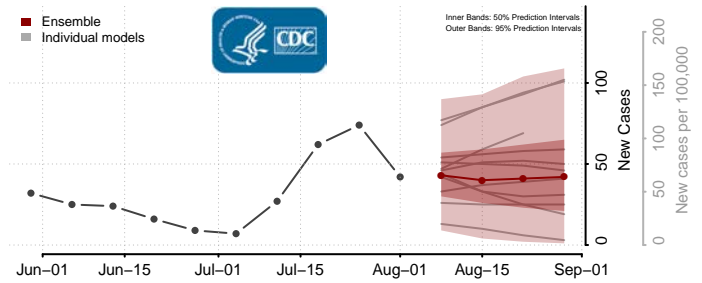 Ensemble
Individual models
CDC
Inner Bands: 50% Prediction Intervals
Outer Bands: 95% Prediction Intervals
0
50
100
New Cases
0
50
100
150
200
New cases per 100,000
Jun–01
Jun–15
Jul–01
Jul–15
Aug–01
Aug–15
Sep–01